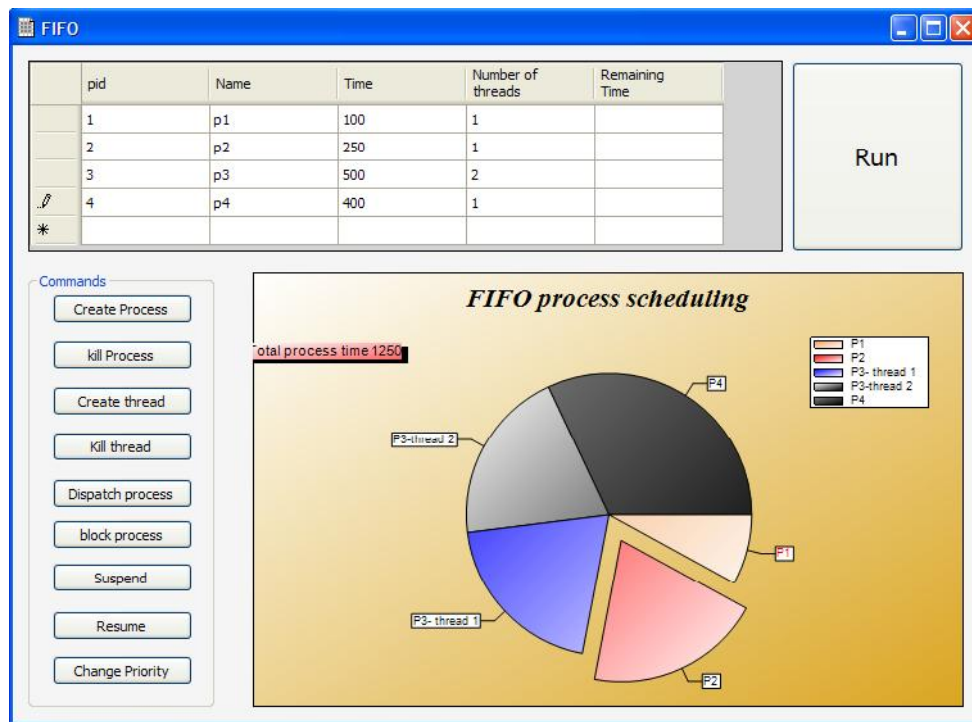 FIFO
pid Name Time Number of threads Remaining Time
1 p1 100 1
2 p2 250 1
3 p3 500 2
4 p4 400 1
Run
Commands
Create Process
kill Process
Create thread
Kill thread
Dispatch process
block process
Suspend
Resume
Change Priority
FIFO process scheduling
Total process time 1250
P1
P2
P3- thread 1
P3-thread 2
P4
P4
P3-thread 2
P1
P3- thread 1
P2